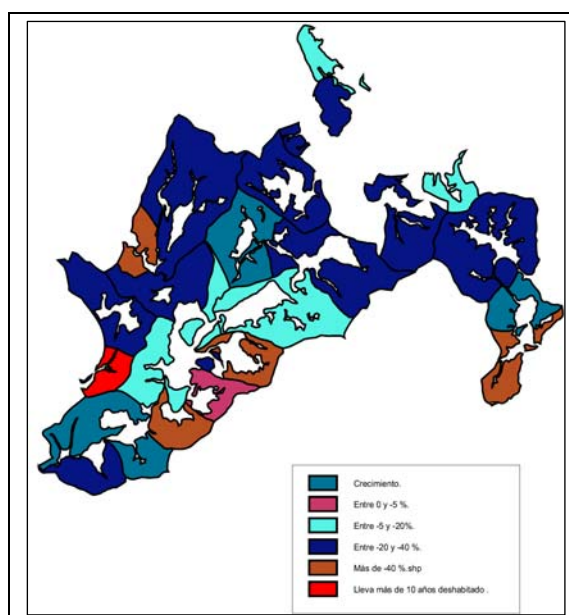 Crecimiento.
Entre 0 y -5 %.
Entre -5 y -20%.
Entre -20 y -40 %.
Más de -40 %.shp
Lleva más de 10 años deshabitado .